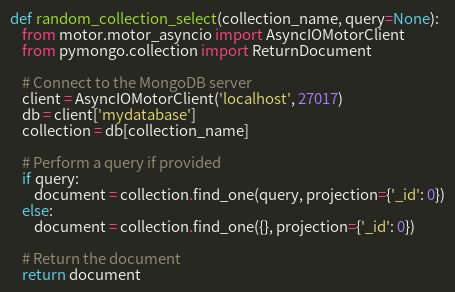 def random_collection_select(collection_name, query=None):
from motor.motor_asyncio import AsyncIOMotorClient
from pymongo.collection import ReturnDocument
# Connect to the MongoDB server
client = AsyncIOMotorClient('localhost', 27017)
db = client['mydatabase']
collection = db[collection_name]
# Perform a query if provided
if query:
document = collection.find_one(query, projection={'_id': 0})
else:
document = collection.find_one({}, projection={'_id': 0})
# Return the document
return document